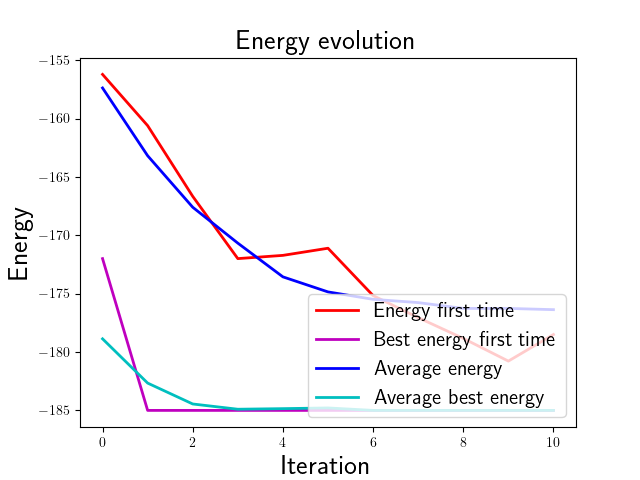 Energy evolution
−155
−160
−165
−170
−175
−180
−185
Energy
Energy first time
Best energy first time
Average energy
Average best energy
0
2
4
6
8
10
Iteration